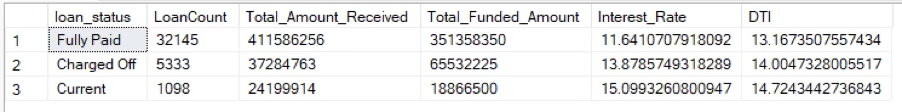 loan_status LoanCount Total_Amount_Received Total_Funded_Amount Interest_Rate DTI
1 Fully Paid 32145 411586256 351358350 11.6410707918092 13.1673507557434
2 Charged Off 5333 37284763 65532225 13.8785749318289 14.0047328005517
3 Current 1098 24199914 18866500 15.0993260800947 14.7243442736843